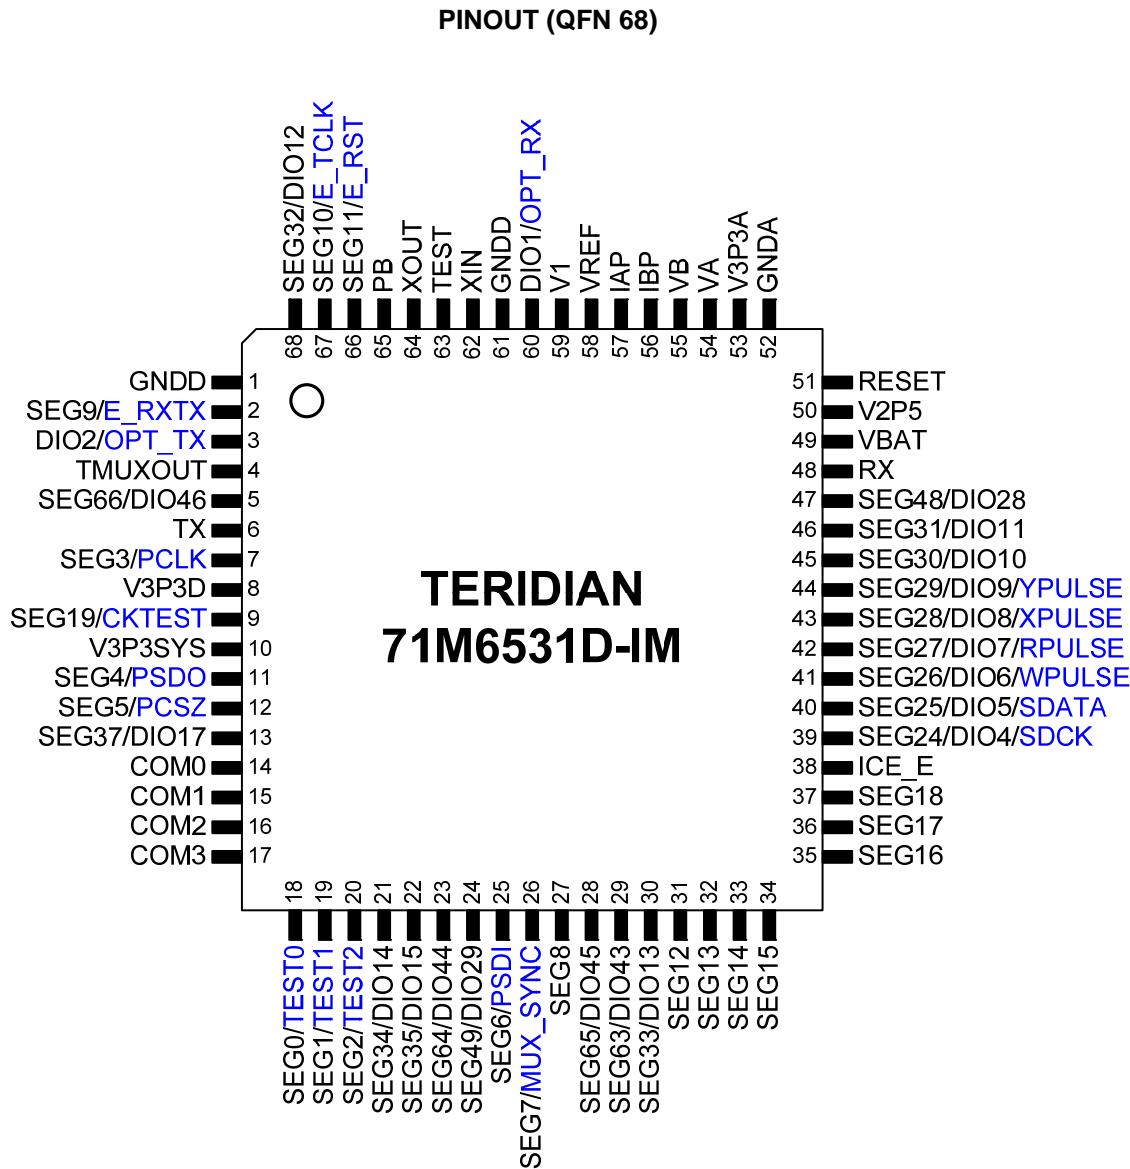 PINOUT (QFN 68)
SEG32/DIO12
SEG10/E_TCLK
SEG11/E_RST
PB
XOUT
TEST
XIN
GNDD
DIO1/OPT_RX
V1
VREF
IAP
IBP
VB
VA
V3P3A
GNDA
68
67
66
65
64
63
62
61
60
59
58
57
56
55
54
53
52
GNDD 1
SEG9/E_RXTX 2
DIO2/OPT_TX 3
TMUXOUT 4
SEG66/DIO46 5
TX 6
SEG3/PCLK 7
V3P3D 8
SEG19/CKTEST 9
V3P3SYS 10
SEG4/PSDO 11
SEG5/PCSZ 12
SEG37/DIO17 13
COM0 14
COM1 15
COM2 16
COM3 17
TERIDIAN
71M6531D-IM
51 RESET
50 V2P5
49 VBAT
48 RX
47 SEG48/DIO28
46 SEG31/DIO11
45 SEG30/DIO10
44 SEG29/DIO9/YPULSE
43 SEG28/DIO8/XPULSE
42 SEG27/DIO7/RPULSE
41 SEG26/DIO6/WPULSE
40 SEG25/DIO5/SDATA
39 SEG24/DIO4/SDCK
38 ICE_E
37 SEG18
36 SEG17
35 SEG16
18
19
20
21
22
23
24
25
26
27
28
29
30
31
32
33
34
SEG0/TEST0
SEG1/TEST1
SEG2/TEST2
SEG34/DIO14
SEG35/DIO15
SEG64/DIO44
SEG49/DIO29
SEG6/PSDI
SEG7/MUX_SYNC
SEG8
SEG65/DIO45
SEG63/DIO43
SEG33/DIO13
SEG12
SEG13
SEG14
SEG15